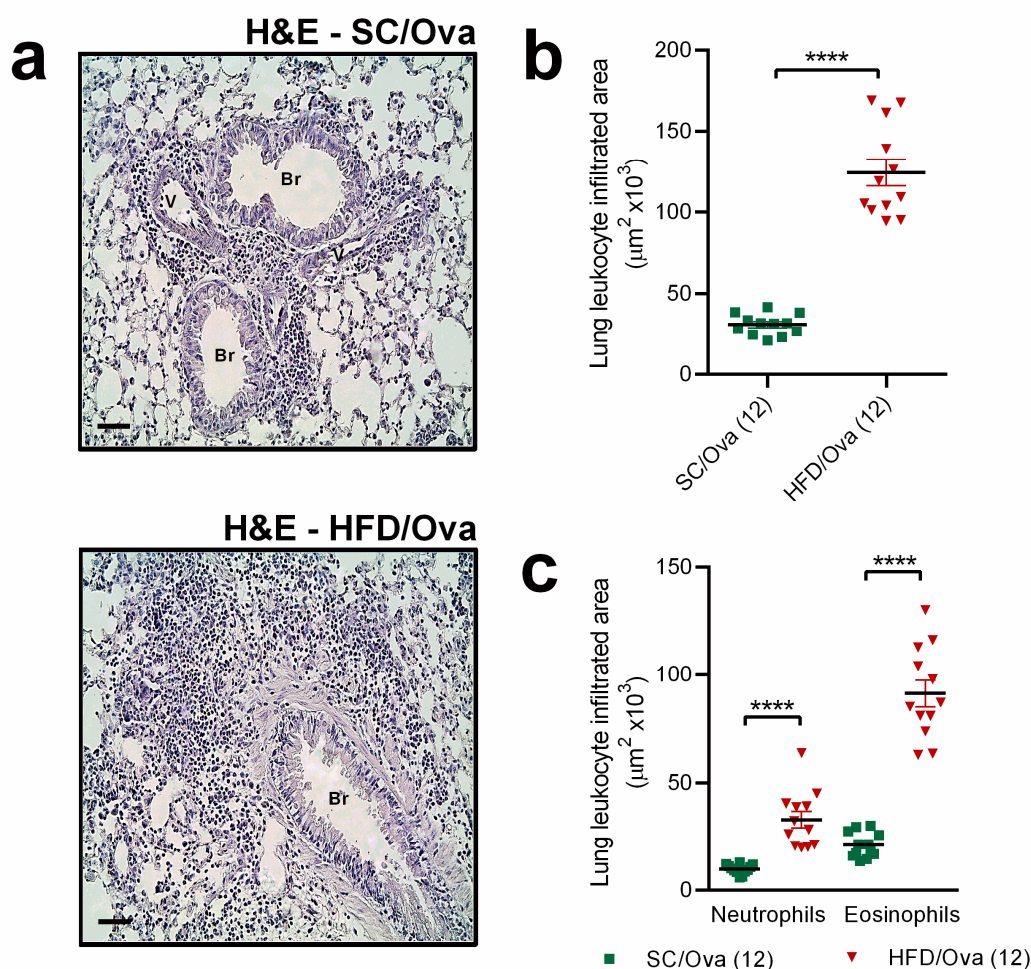 a
H&E - SC/Ova
Br
V
V
Br
H&E - HFD/Ova
Br
b
Lung leukocyte infiltrated area
(μm² x10³)
200
150
100
50
0
****
SC/Ova (12)
HFD/Ova (12)
c
Lung leukocyte infiltrated area
(μm² x10³)
150
100
50
0
****
****
Neutrophils
Eosinophils
SC/Ova (12)
HFD/Ova (12)